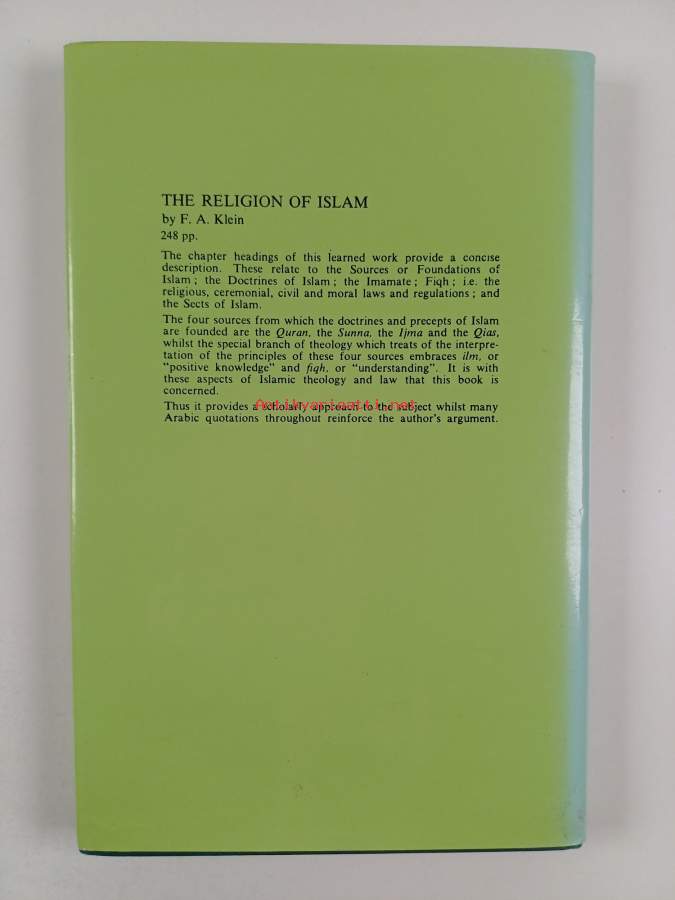 THE RELIGION OF ISLAM
by F. A. Klein
248 pp.
The chapter headings of this learned work provide a concise
description. These relate to the Sources or Foundations of
Islam; the Doctrines of Islam; the Imamate; Fiqh; i.e. the
religious, ceremonial, civil and moral laws and regulations; and
the Sects of Islam.
The four sources from which the doctrines and precepts of Islam
are founded are the Quran, the Sunna, the Ijma and the Qias,
whilst the special branch of theology which treats of the interpre-
tation of the principles of these four sources embraces ilm, or
“positive knowledge” and fiqh, or “understanding”. It is with
these aspects of Islamic theology and law that this book is
concerned.
Thus it provides a scholarly approach to the subject whilst many
Antikvariaatti.net
Arabic quotations throughout reinforce the author's argument.